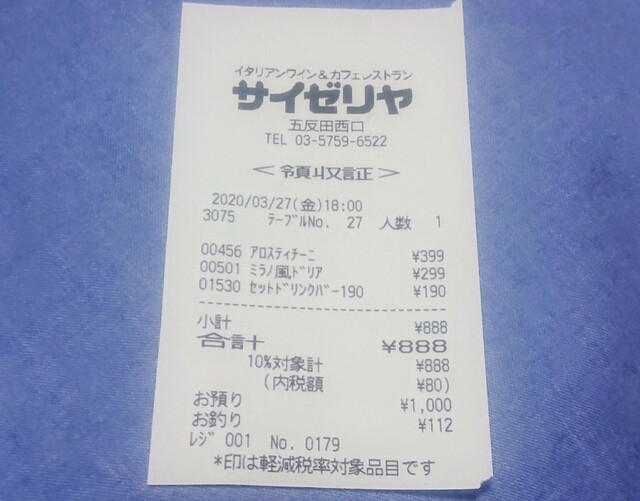 イタリアンワイン&カフェレストラン
サイゼリヤ
五反田西口
TEL 03-5759-6522
<領収証>
2020/03/27(金)18:00
3075 テーブルNo. 27 人数 1
00456 アロスティチーニ ¥399
00501 ミラノ風ドリア ¥299
01530 セットドリンクバー190 ¥190
小計 ¥888
合計 ¥888
10%対象計 ¥888
(内税額 ¥80)
お預り ¥1,000
お釣り ¥112
レジ 001 No. 0179
*印は軽減税率対象品目です